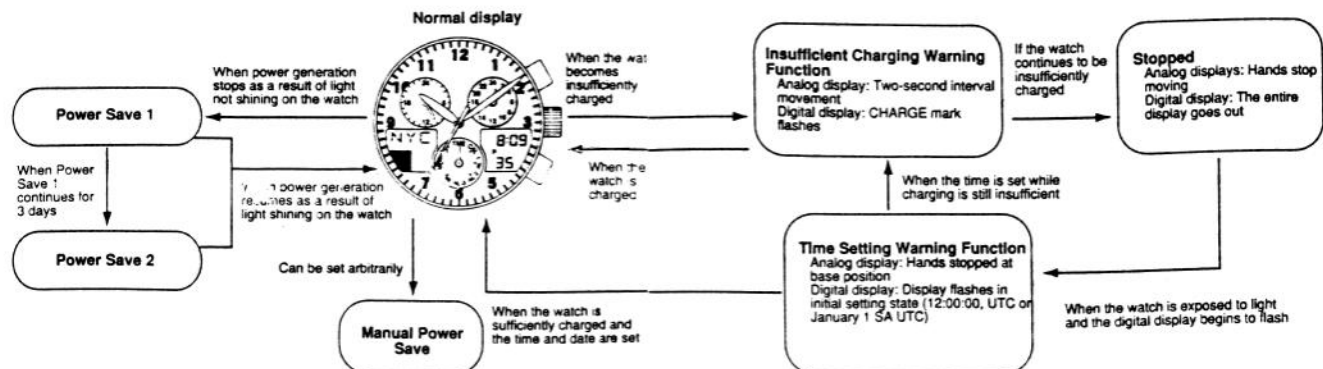 Normal display
12
1
11
2
10
9
3
NYC
8:09
P
35
7
6
5
When power generation
stops as a result of light
not shining on the watch
Power Save 1
When Power
Save 1
continues for
3 days
Power Save 2
power generation
as a result of
light shining on the watch
Can be set arbitrarily
Manual Power
Save
When the
becomes
insufficiently
charged
When the
watch is
charged
Insufficient Charging Warning
Function
Analog display: Two-second interval
movement
Digital display: CHARGE mark
flashes
If the watch
continues to be
insufficiently
charged
Stopped
Analog displays: Hands stop
moving
Digital display: The entire
display goes out
When the time is set while
charging is still insufficient
Time Setting Warning Function
Analog display: Hands stopped at
base position
Digital display: Display flashes in
initial setting state (12:00:00, UTC on
January 1 SA UTC)
When the watch is
sufficiently charged and
the time and date are set
When the watch is exposed to light
and the digital display begins to flash